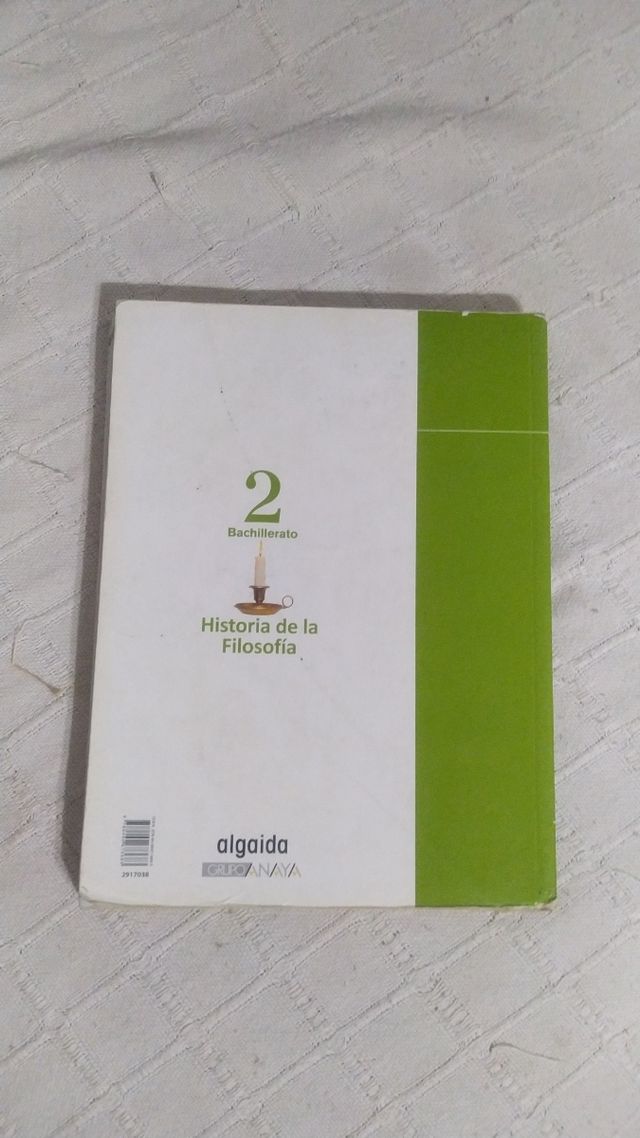 2
Bachillerato
Historia de la
Filosofía
algaida
GRUPO ANAYA
2917038